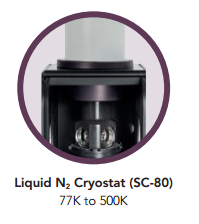 Liquid N₂ Cryostat (SC-80)
77K to 500K